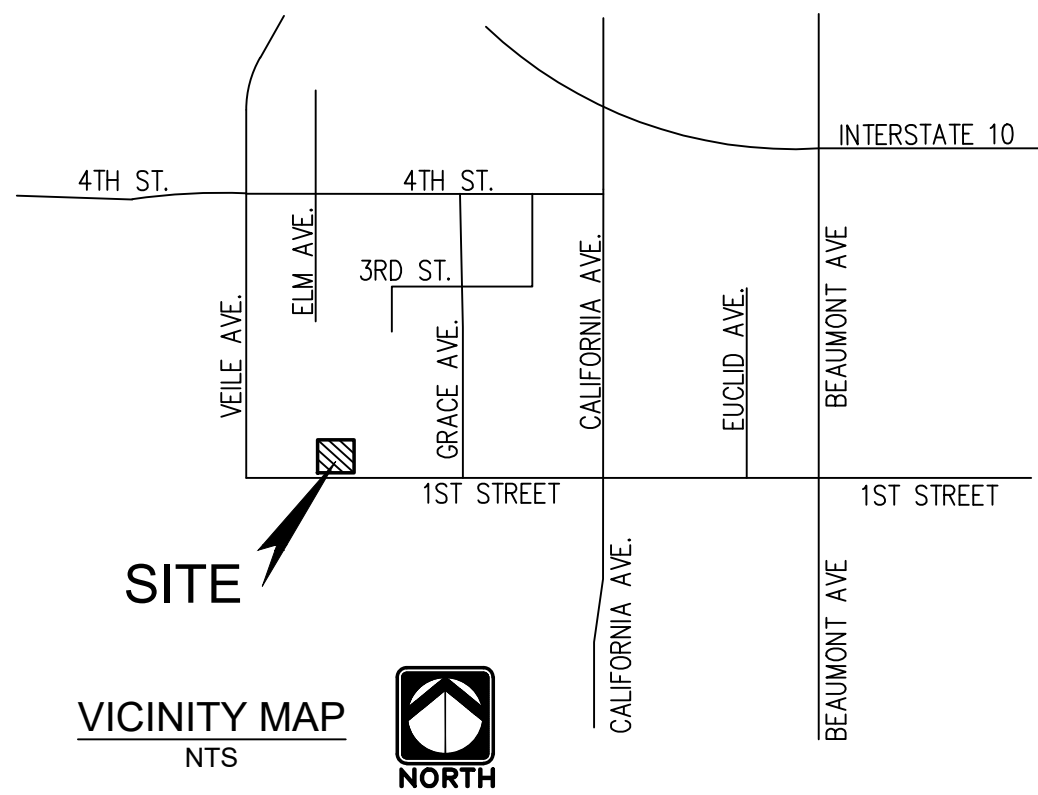 INTERSTATE 10
4TH ST.
4TH ST.
ELM AVE.
3RD ST.
VEILE AVE.
GRACE AVE.
CALIFORNIA AVE.
EUCLID AVE.
BEAUMONT AVE
1ST STREET
1ST STREET
SITE
CALIFORNIA AVE.
BEAUMONT AVE
VICINITY MAP
NTS
NORTH